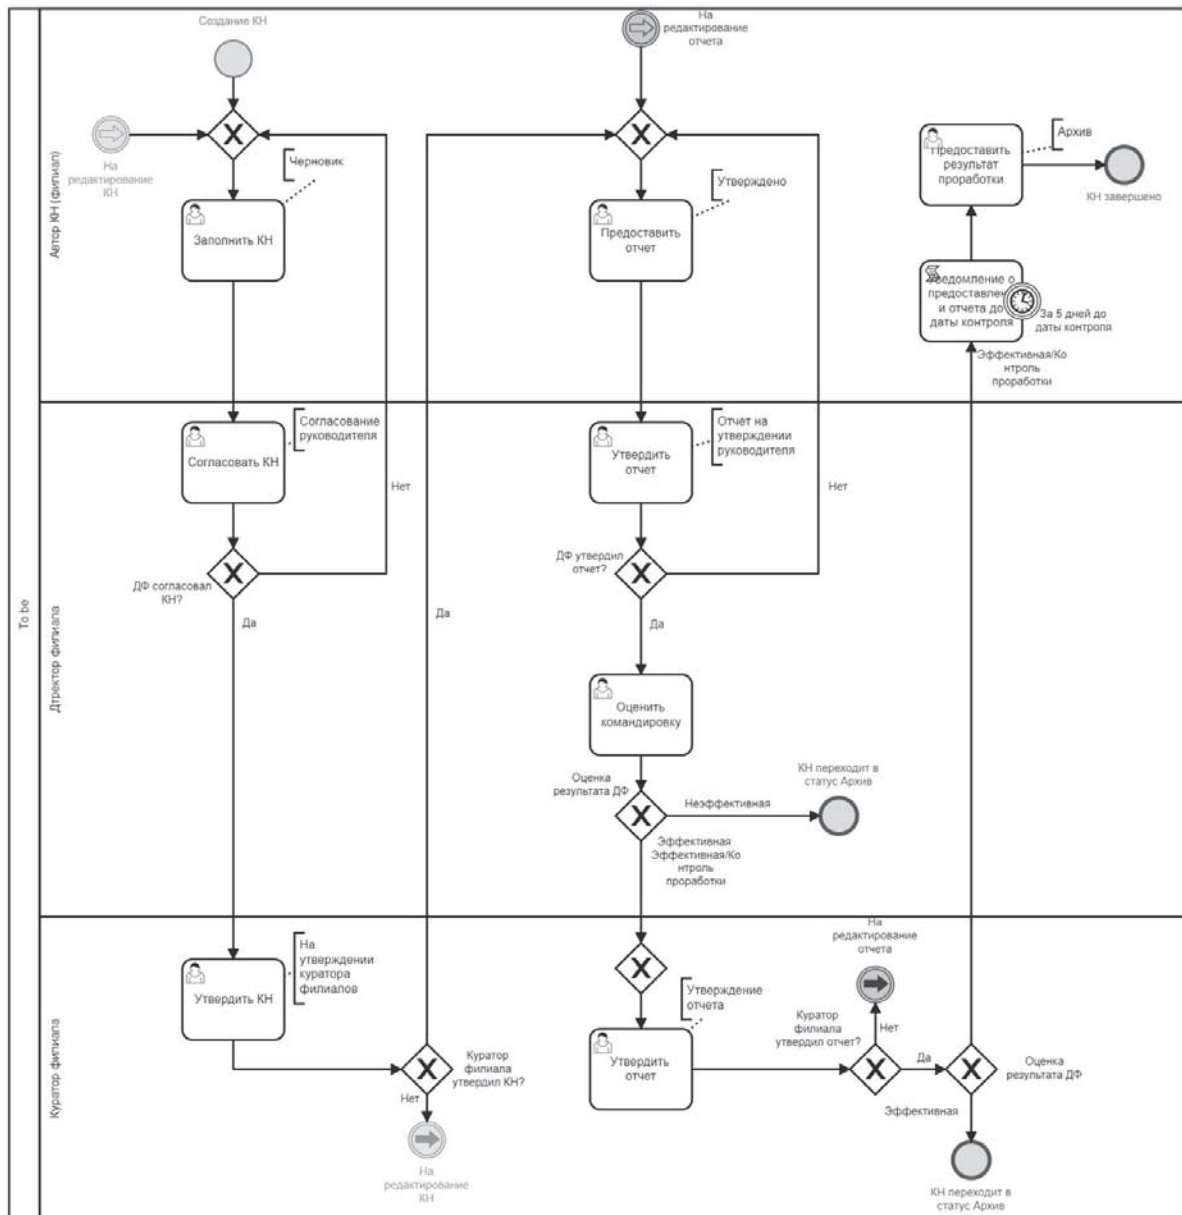 To be
Автор КН (филиал)
Создание КН
На
редактирование
КН
Черновик
Заполнить КН
На
редактирование
отчета
Утверждено
Предоставить
отчет
Архив
Предоставить
результат
проработки
КН завершено
Уведомление о
предоставлен
и отчета до
даты контроля
За 5 дней до
даты контроля
Эффективная/Ко
нтроль
проработки
Дтректор филиала
Согласование
руководителя
Согласовать КН
Нет
ДФ согласовал
КН?
Да
Да
Отчет на
утверждении
руководителя
Утвердить
отчет
Нет
ДФ утвердил
отчет?
Да
Оценить
командировку
Оценка
результата ДФ
Неэффективная
КН переходит в
статус Архив
Эффективная
Эффективная/Ко
нтроль
проработки
Куратор филиала
На
утверждении
куратора
филиалов
Утвердить КН
Куратор
филиала
утвердил КН?
Нет
На
редактирование
КН
Утверждение
отчета
Утвердить
отчет
Куратор
филиала
утвердил отчет?
На
редактирование
отчета
Нет
Да
Оценка
результата ДФ
Эффективная
КН переходит в
статус Архив